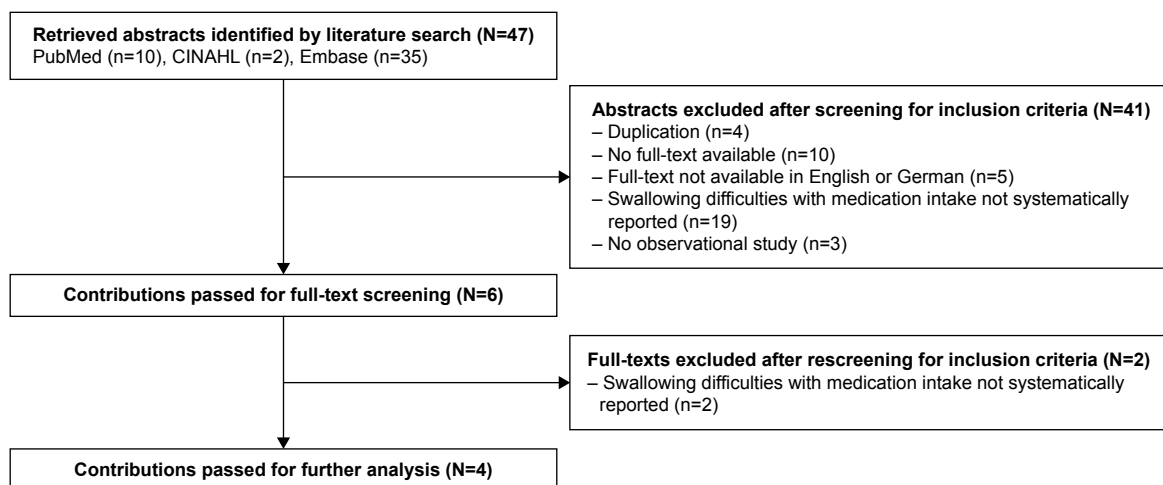 Retrieved abstracts identified by literature search (N=47)
PubMed (n=10), CINAHL (n=2), Embase (n=35)
Abstracts excluded after screening for inclusion criteria (N=41)
– Duplication (n=4)
– No full-text available (n=10)
– Full-text not available in English or German (n=5)
– Swallowing difficulties with medication intake not systematically
reported (n=19)
– No observational study (n=3)
Contributions passed for full-text screening (N=6)
Full-texts excluded after rescreening for inclusion criteria (N=2)
– Swallowing difficulties with medication intake not systematically
reported (n=2)
Contributions passed for further analysis (N=4)